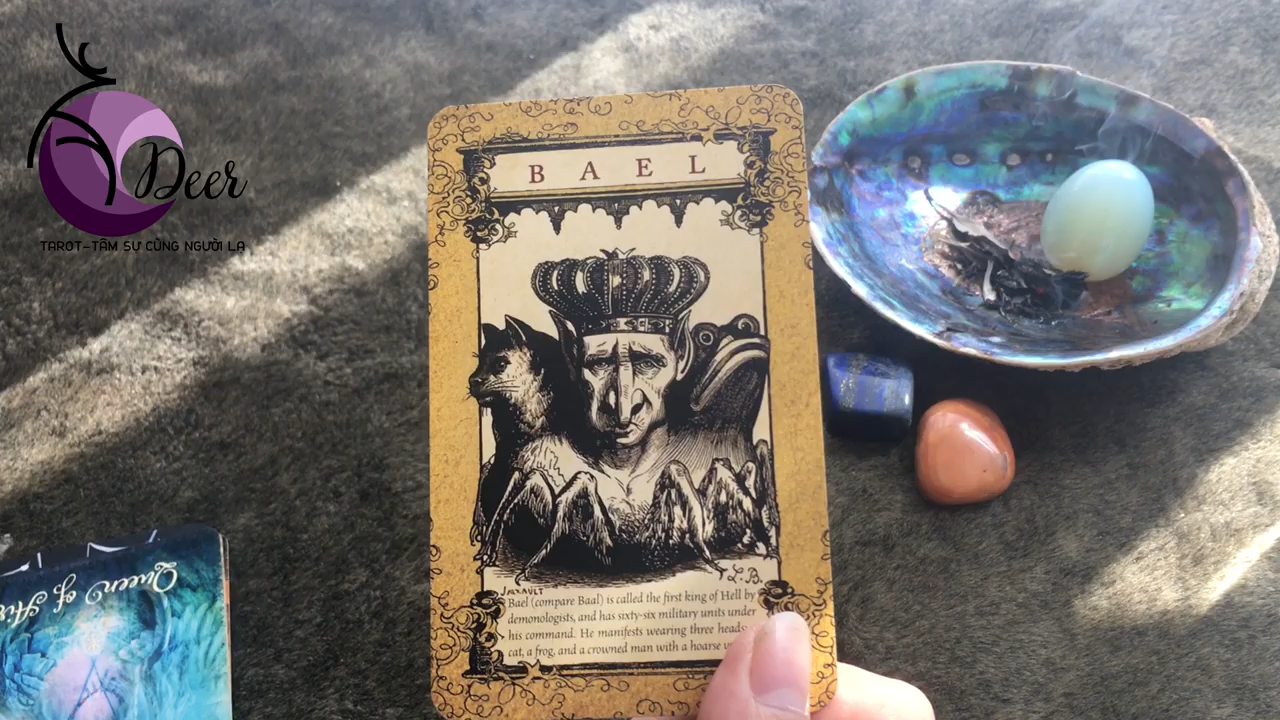 Deer
TAROT-TÂM SỰ CÙNG NGƯỜI LẠ
BAEL
JARRAULT
L.B.
Bael (compare Baal) is called the first king of Hell by
demonologists, and has sixty-six military units under
his command. He manifests wearing three heads:
cat, a frog, and a crowned man with a hoarse
Queen of Air